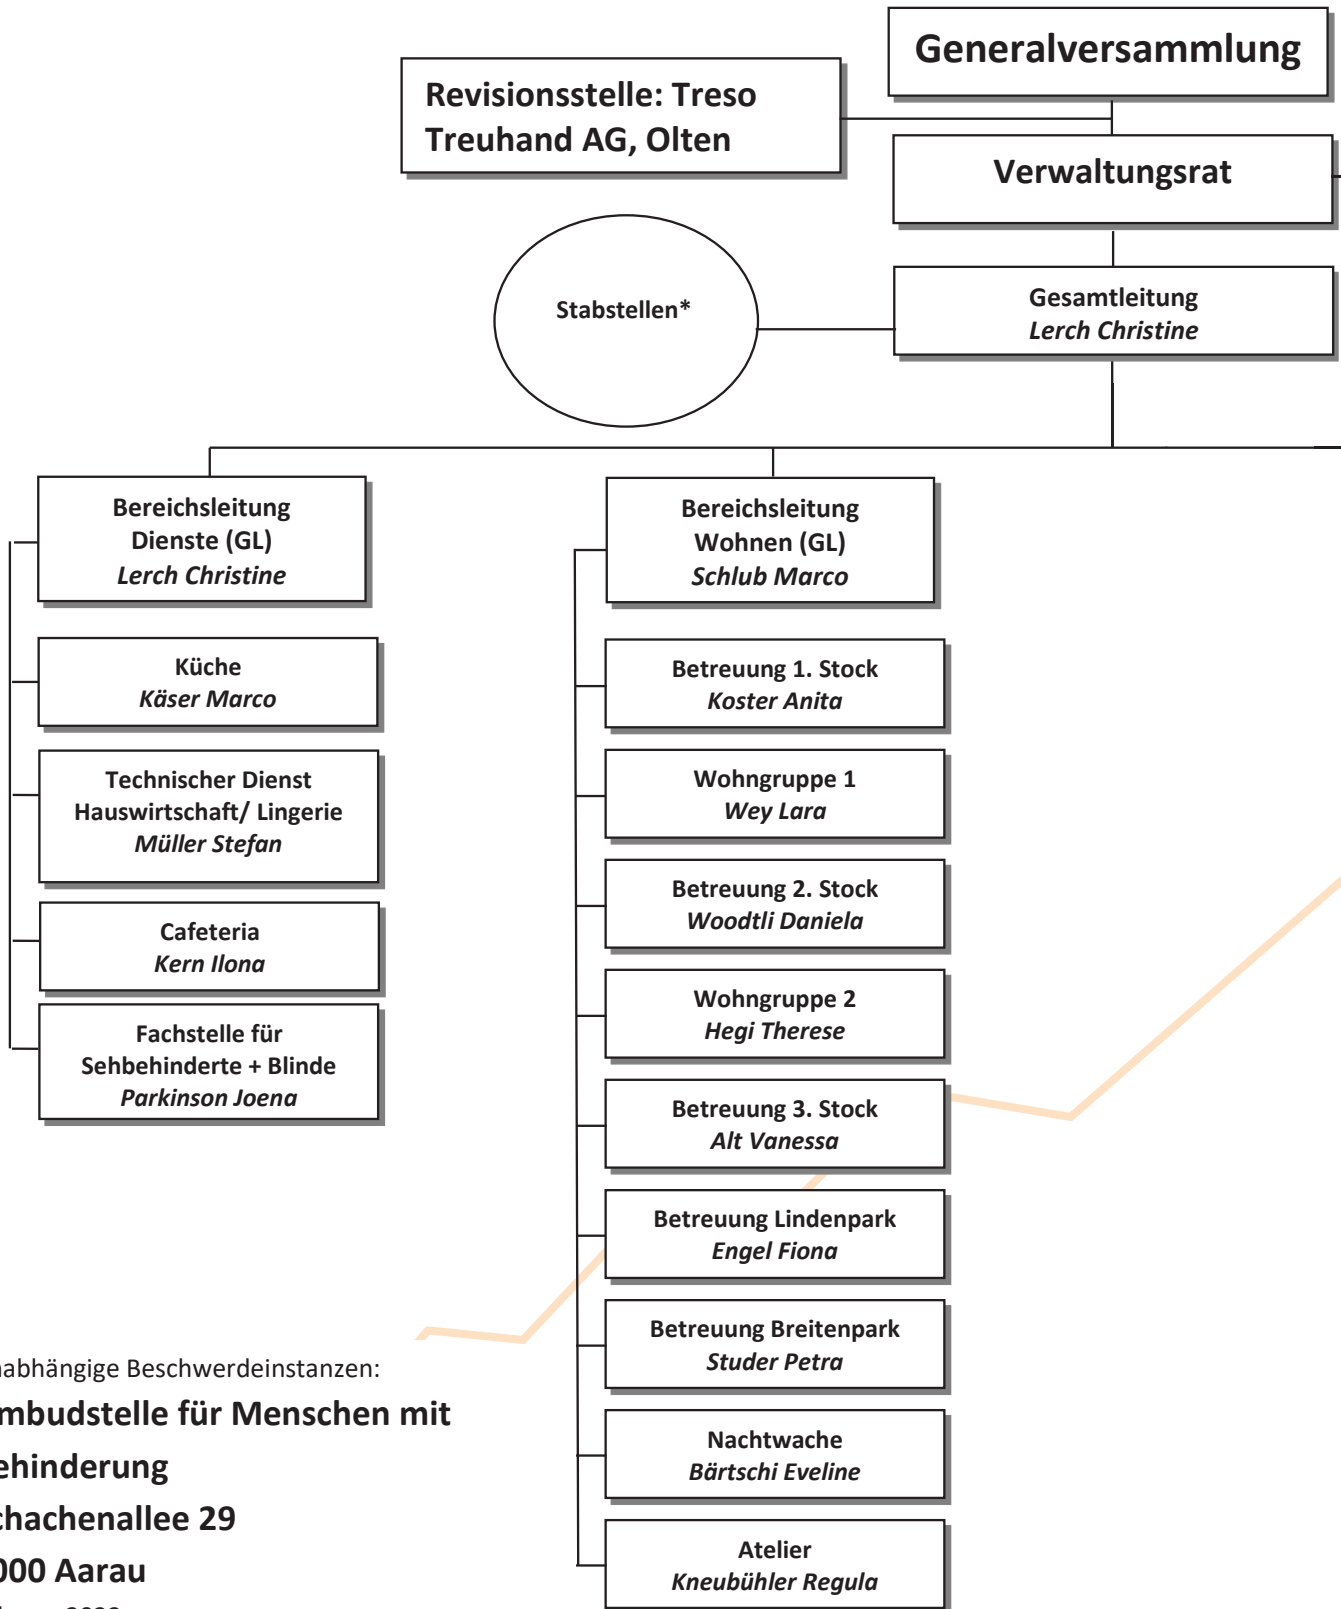 Generalversammlung
Revisionsstelle: Treso
Treuhand AG, Olten
Verwaltungsrat
Stabstellen*
Gesamtleitung
Lerch Christine
Bereichsleitung
Dienste (GL)
Lerch Christine
Küche
Käser Marco
Technischer Dienst
Hauswirtschaft/ Lingerie
Müller Stefan
Cafeteria
Kern Ilona
Fachstelle für
Sehbehinderte + Blinde
Parkinson Joena
Bereichsleitung
Wohnen (GL)
Schlub Marco
Betreuung 1. Stock
Koster Anita
Wohngruppe 1
Wey Lara
Betreuung 2. Stock
Woodtli Daniela
Wohngruppe 2
Hegi Therese
Betreuung 3. Stock
Alt Vanessa
Betreuung Lindenpark
Engel Fiona
Betreuung Breitenpark
Studer Petra
Nachtwache
Bärtschi Eveline
Atelier
Kneubühler Regula
abhängige Beschwerdeinstanzen:
mbudstelle für Menschen mit
ehinderung
chachenallee 29
000 Aarau